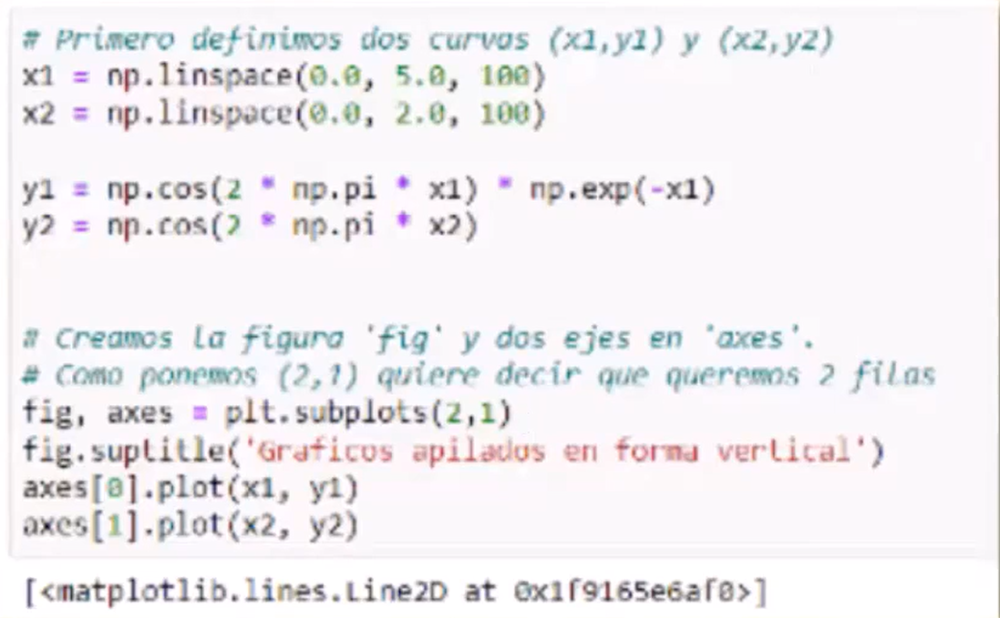 # Primero definimos dos curvas (x1,y1) y (x2,y2)
x1 = np.linspace(0.0, 5.0, 100)
x2 = np.linspace(0.0, 2.0, 100)
y1 = np.cos(2 * np.pi * x1) * np.exp(-x1)
y2 = np.cos(2 * np.pi * x2)
# Creamos la figura 'fig' y dos ejes en 'axes'.
# Como ponemos (2,1) quiere decir que queremos 2 filas
fig, axes = plt.subplots(2,1)
fig.suptitle('Graficos apilados en forma vertical')
axes[0].plot(x1, y1)
axes[1].plot(x2, y2)
[<matplotlib.lines.Line2D at 0x1f9165e6af0>]